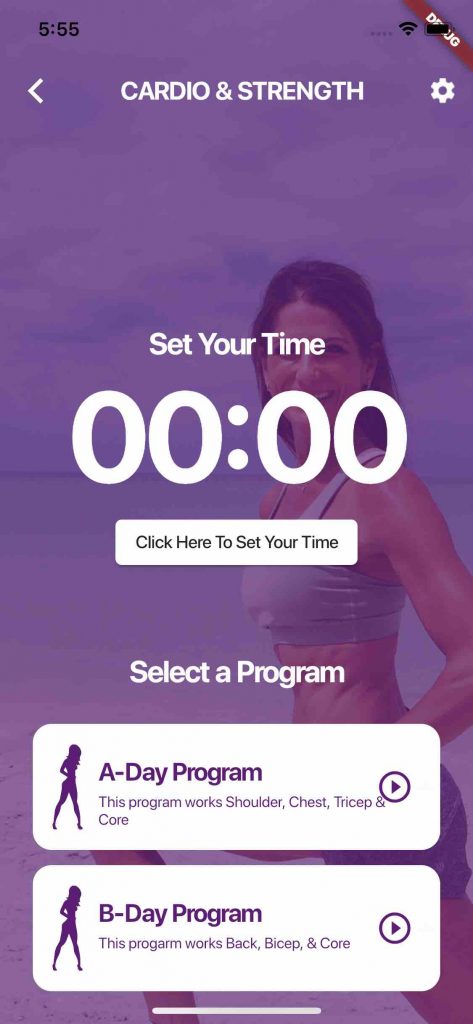 5:55
DEBUG
CARDIO & STRENGTH
Set Your Time
00:00
Click Here To Set Your Time
Select a Program
A-Day Program
This program works Shoulder, Chest, Tricep &
Core
B-Day Program
This progarm works Back, Bicep, & Core